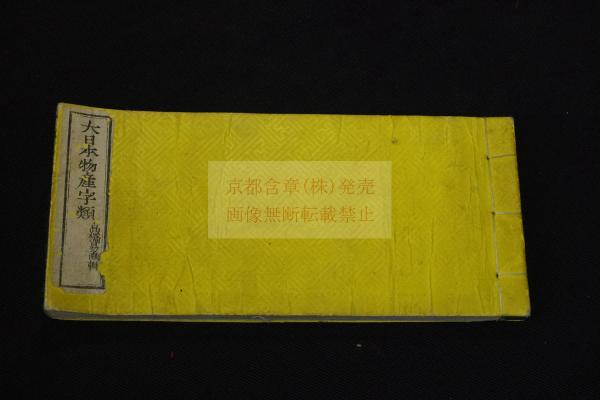 大日本物産字類
京都含章(株)発売
画像無断転載禁止